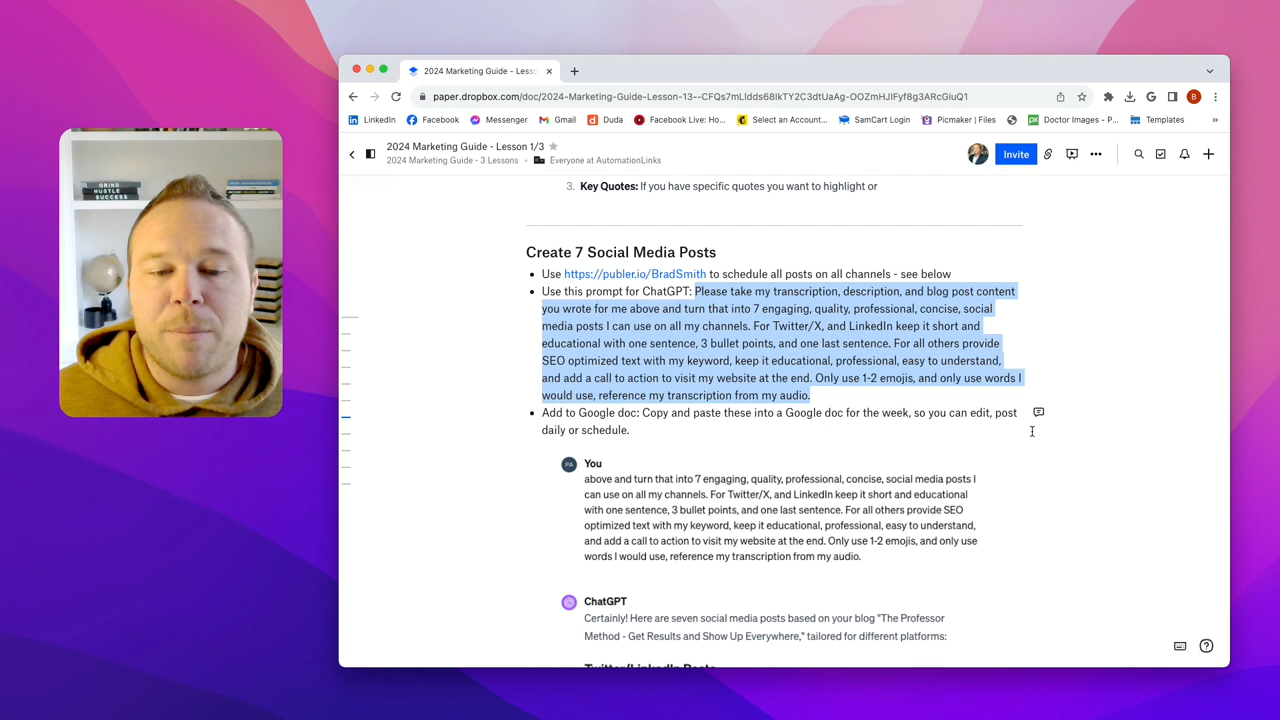 GRIND
HUSTLE
SUCCESS
2024 Marketing Guide - Lesso
paper.dropbox.com/doc/2024-Marketing-Guide-Lesson-13--CFQs7mLldds68IkTY2C3dtUaAg-OOZmHJIFyf8g3ARcGiuQ1
B
LinkedIn Facebook Messenger Gmail Duda Facebook Live: Ho... Select an Account... SamCart Login Picmaker | Files Doctor Images - P... Templates
2024 Marketing Guide - Lesson 1/3
2024 Marketing Guide - 3 Lessons • Everyone at AutomationLinks
Invite
3. Key Quotes: If you have specific quotes you want to highlight or
Create 7 Social Media Posts
• Use https://publer.io/BradSmith to schedule all posts on all channels - see below
• Use this prompt for ChatGPT: Please take my transcription, description, and blog post content
you wrote for me above and turn that into 7 engaging, quality, professional, concise, social
media posts I can use on all my channels. For Twitter/X, and LinkedIn keep it short and
educational with one sentence, 3 bullet points, and one last sentence. For all others provide
SEO optimized text with my keyword, keep it educational, professional, easy to understand,
and add a call to action to visit my website at the end. Only use 1-2 emojis, and only use words I
would use, reference my transcription from my audio.
• Add to Google doc: Copy and paste these into a Google doc for the week, so you can edit, post
daily or schedule.
PA You
above and turn that into 7 engaging, quality, professional, concise, social media posts I
can use on all my channels. For Twitter/X, and LinkedIn keep it short and educational
with one sentence, 3 bullet points, and one last sentence. For all others provide SEO
optimized text with my keyword, keep it educational, professional, easy to understand,
and add a call to action to visit my website at the end. Only use 1-2 emojis, and only use
words I would use, reference my transcription from my audio.
ChatGPT
Certainly! Here are seven social media posts based on your blog "The Professor
Method - Get Results and Show Up Everywhere," tailored for different platforms:
Twitter/LinkedIn Posts